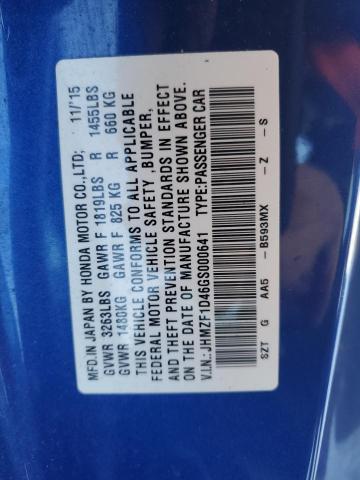 MFD.IN JAPAN BY HONDA MOTOR CO.,LTD; 11/'15
GVWR 3263LBS GAWR F 1819LBS R 1455LBS
GVWR 1480KG GAWR F 825 KG R 660 KG
THIS VEHICLE CONFORMS TO ALL APPLICABLE
FEDERAL MOTOR VEHICLE SAFETY ,BUMPER,
AND THEFT PREVENTION STANDARDS IN EFFECT
ON THE DATE OF MANUFACTURE SHOWN ABOVE.
V.I.N.: JHMZF1D46GS000641 TYPE:PASSENGER CAR
SZT G AA5 -B593MX -Z -S